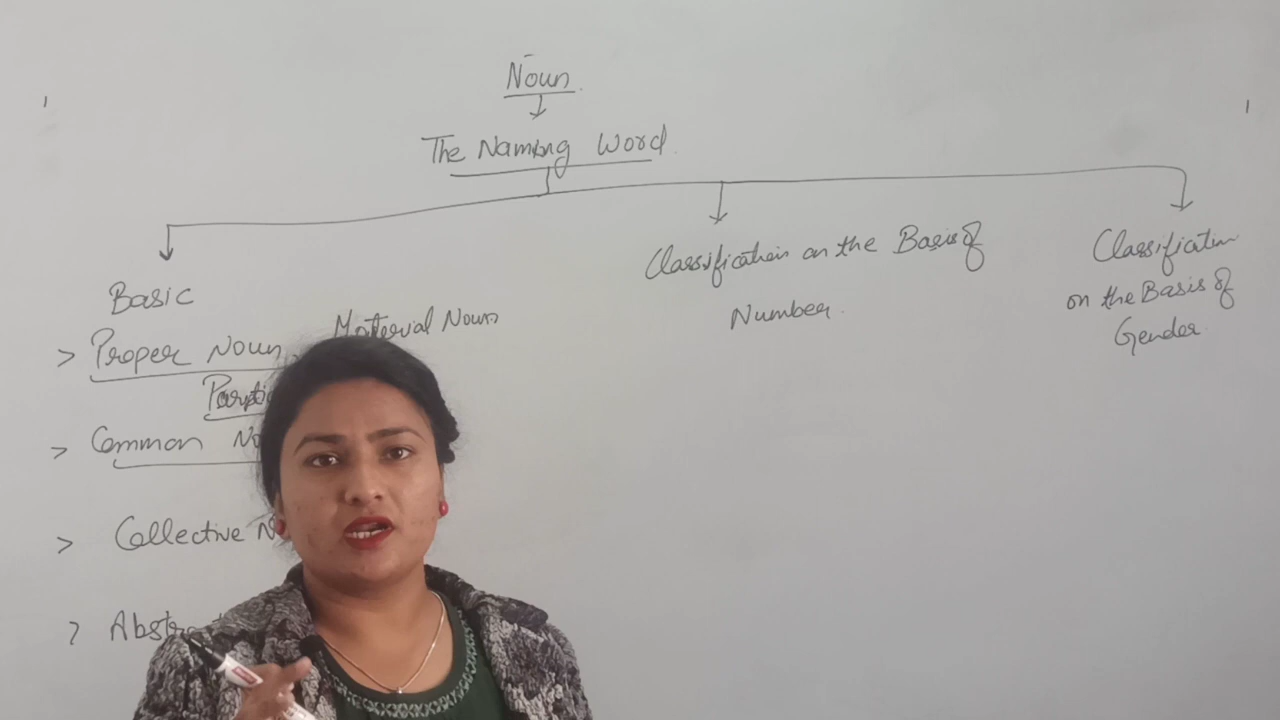 Noun
The Naming Word
Basic
Classification on the Basis of
Number.
Classification
on the Basis of
Gender
Material Noun
> Proper Noun
> Common
> Collective
>